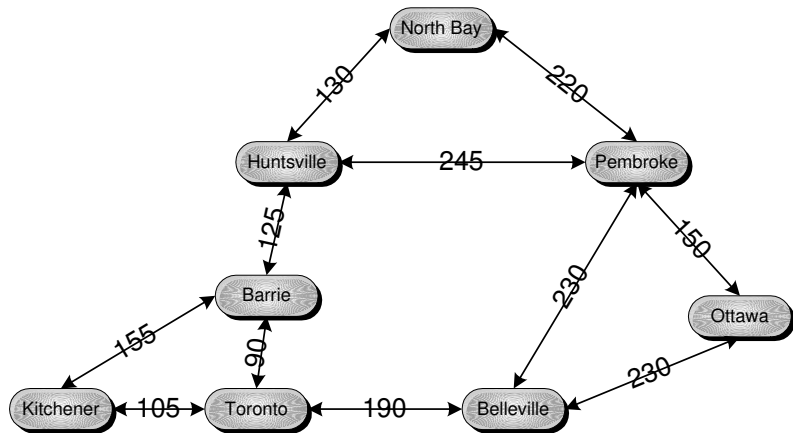 North Bay
130
220
Huntsville
245
Pembroke
125
150
230
Barrie
Ottawa
155
90
230
Kitchener
105
Toronto
190
Belleville